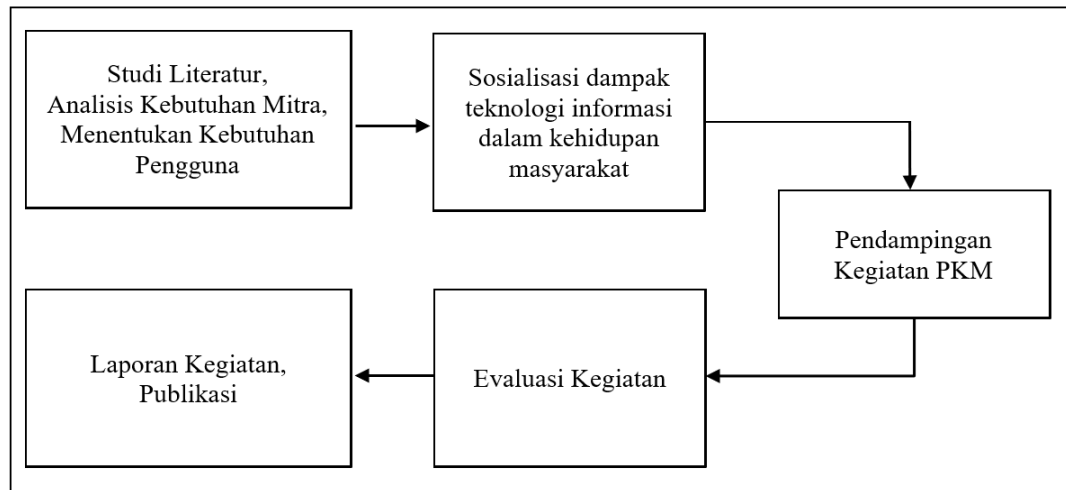 Studi Literatur,
Analisis Kebutuhan Mitra,
Menentukan Kebutuhan
Pengguna
Sosialisasi dampak
teknologi informasi
dalam kehidupan
masyarakat
Pendampingan
Kegiatan PKM
Evaluasi Kegiatan
Laporan Kegiatan,
Publikasi